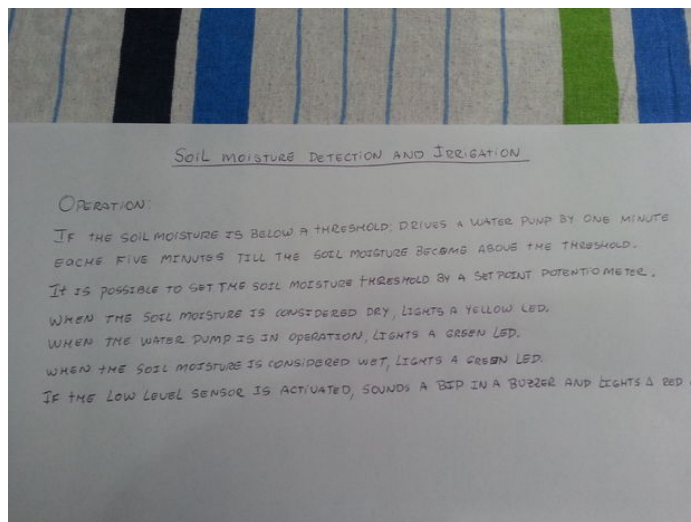 SOIL MOISTURE DETECTION AND IRRIGATION
OPERATION:
IF THE SOIL MOISTURE IS BELOW A THRESHOLD, DRIVES A WATER PUNP BY ONE MINUTE
EACHE FIVE MINUTES TILL THE SOIL MOISTURE BECAME ABOVE THE THRESHOLD.
IT IS POSSIBLE TO SET THE SOIL MOISTURE THRESHOLD BY A SETPOINT POTENTIOMETER.
WHEN THE SOIL MOISTURE IS CONSIDERED DRY, LIGHTS A YELLOW LED.
WHEN THE WATER PUMP IS IN OPERATION, LIGHTS A GREEN LED.
WHEN THE SOIL MOISTURE IS CONSIDERED WET, LIGHTS A GREEN LED.
IF THE LOW LEVEL SENSOR IS ACTIVATED, SOUNDS A BIP IN A BUZZER AND LIGHTS A RED